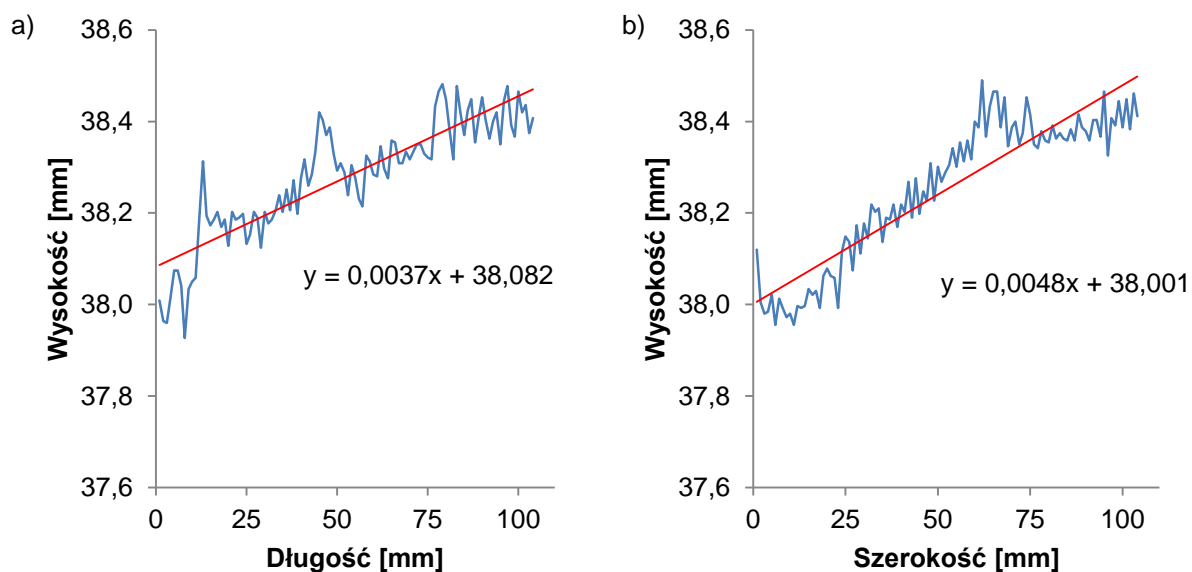 a)
Wysokość [mm]
38,6
38,4
38,2
38,0
37,8
37,6
y = 0,0037x + 38,082
0 25 50 75 100
Długość [mm]
b)
Wysokość [mm]
38,6
38,4
38,2
38,0
37,8
37,6
y = 0,0048x + 38,001
0 25 50 75 100
Szerokość [mm]